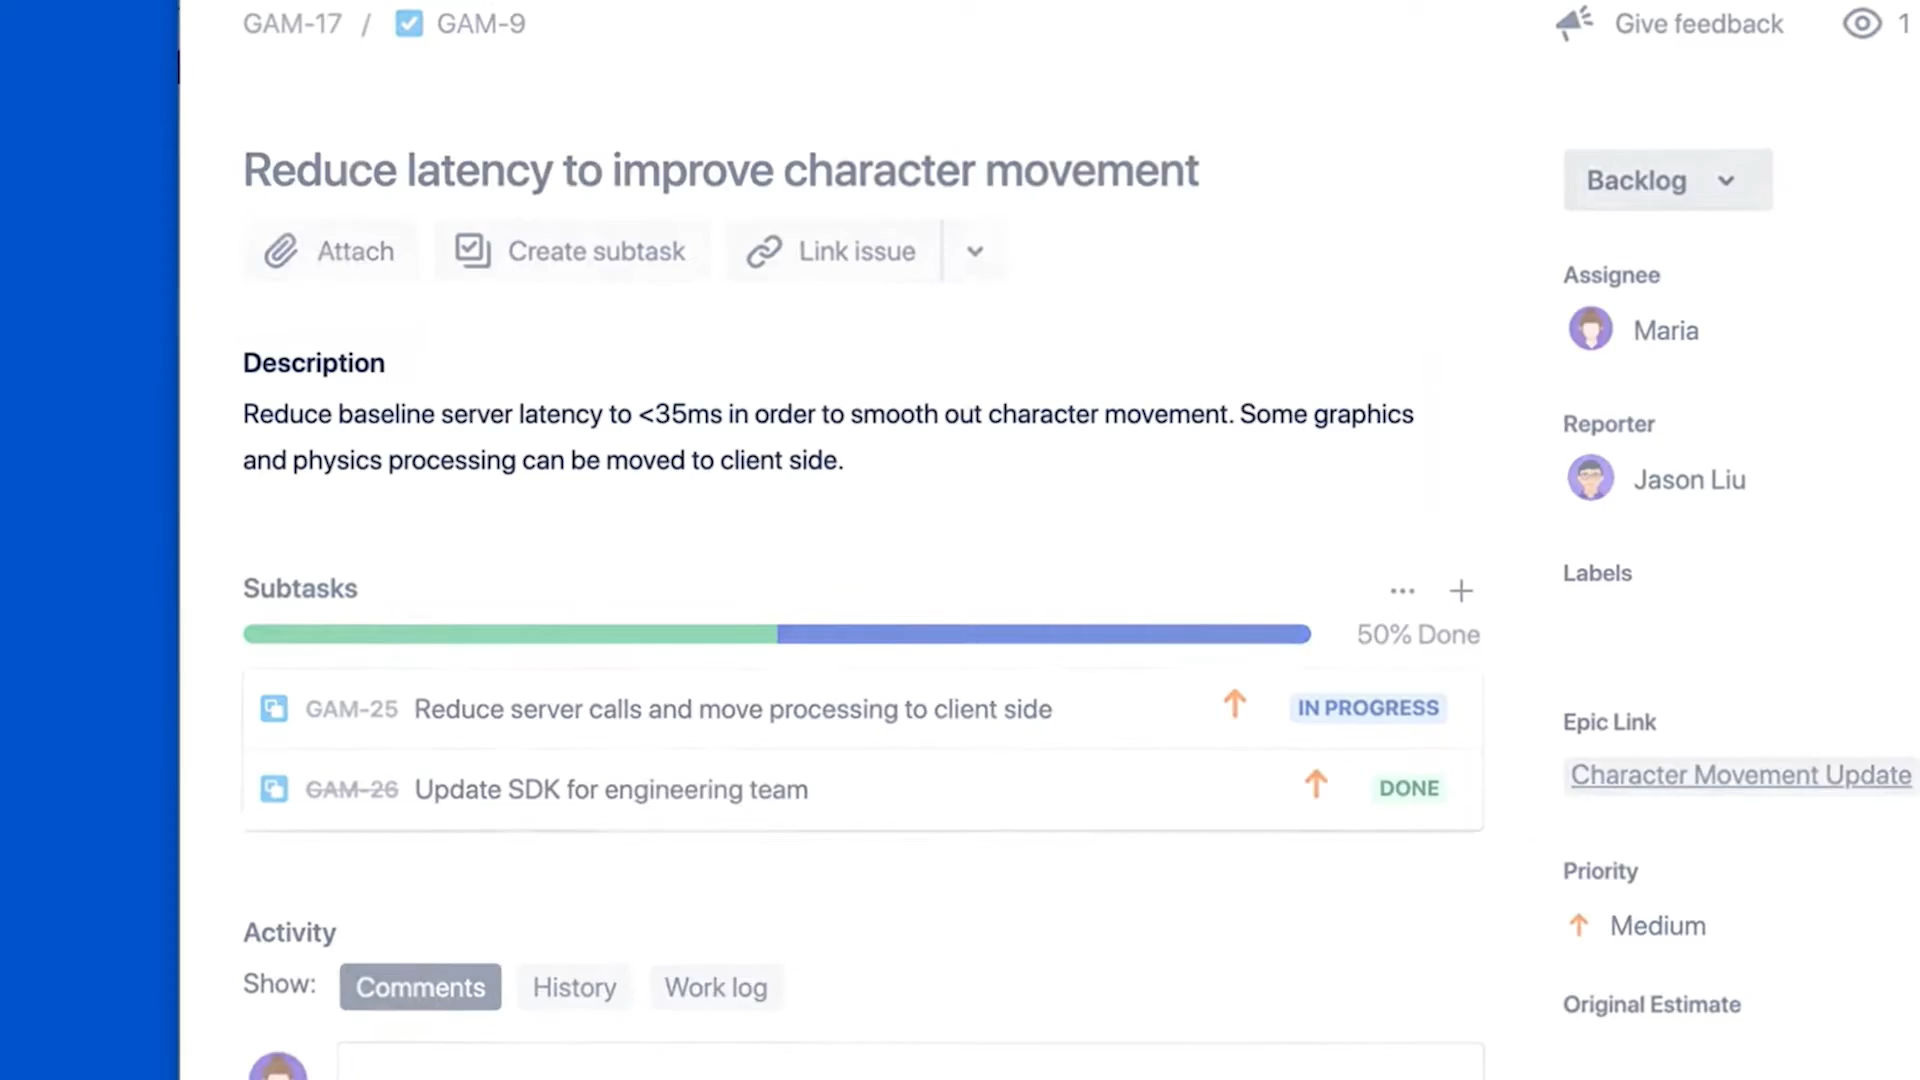 GAM-17 / GAM-9
Give feedback
1
Reduce latency to improve character movement
Backlog
Attach
Create subtask
Link issue
Assignee
Maria
Description
Reduce baseline server latency to <35ms in order to smooth out character movement. Some graphics
and physics processing can be moved to client side.
Reporter
Jason Liu
Labels
Subtasks
50% Done
GAM-25 Reduce server calls and move processing to client side IN PROGRESS
GAM-26 Update SDK for engineering team DONE
Epic Link
Character Movement Update
Priority
Medium
Activity
Show: Comments History Work log
Original Estimate